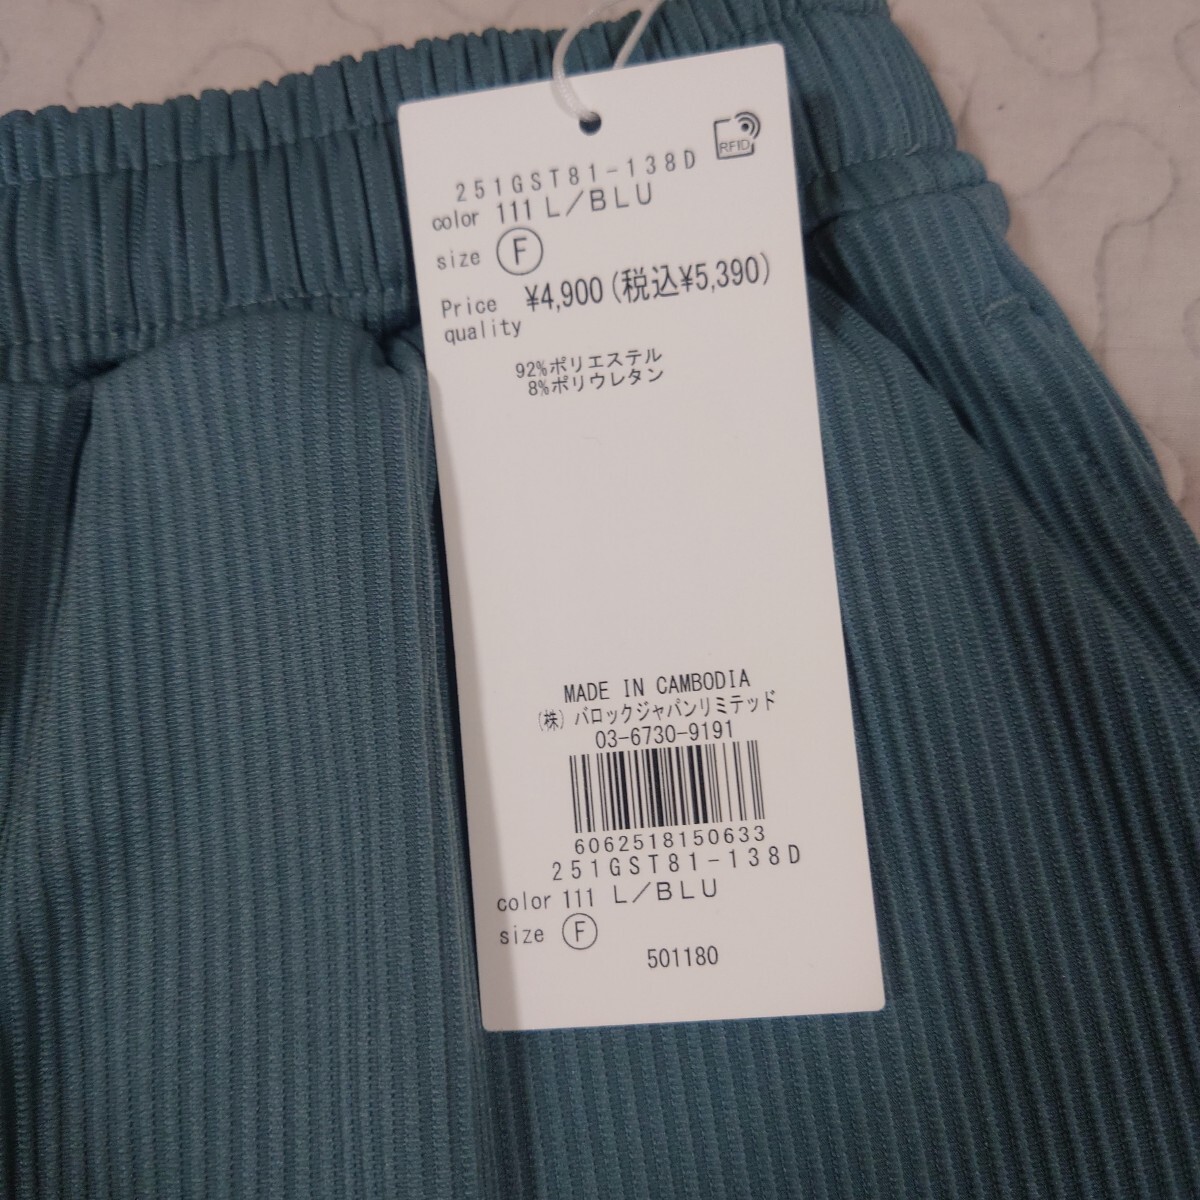 RFID
251GST81-138D
color 111 L/BLU
size Ⓕ
Price ¥4,900(税込¥5,390)
quality
92%ポリエステル
8%ポリウレタン
MADE IN CAMBODIA
(株)バロックジャパンリミテッド
03-6730-9191
6062518150633
251GST81-138D
color 111 L/BLU
size Ⓕ
501180